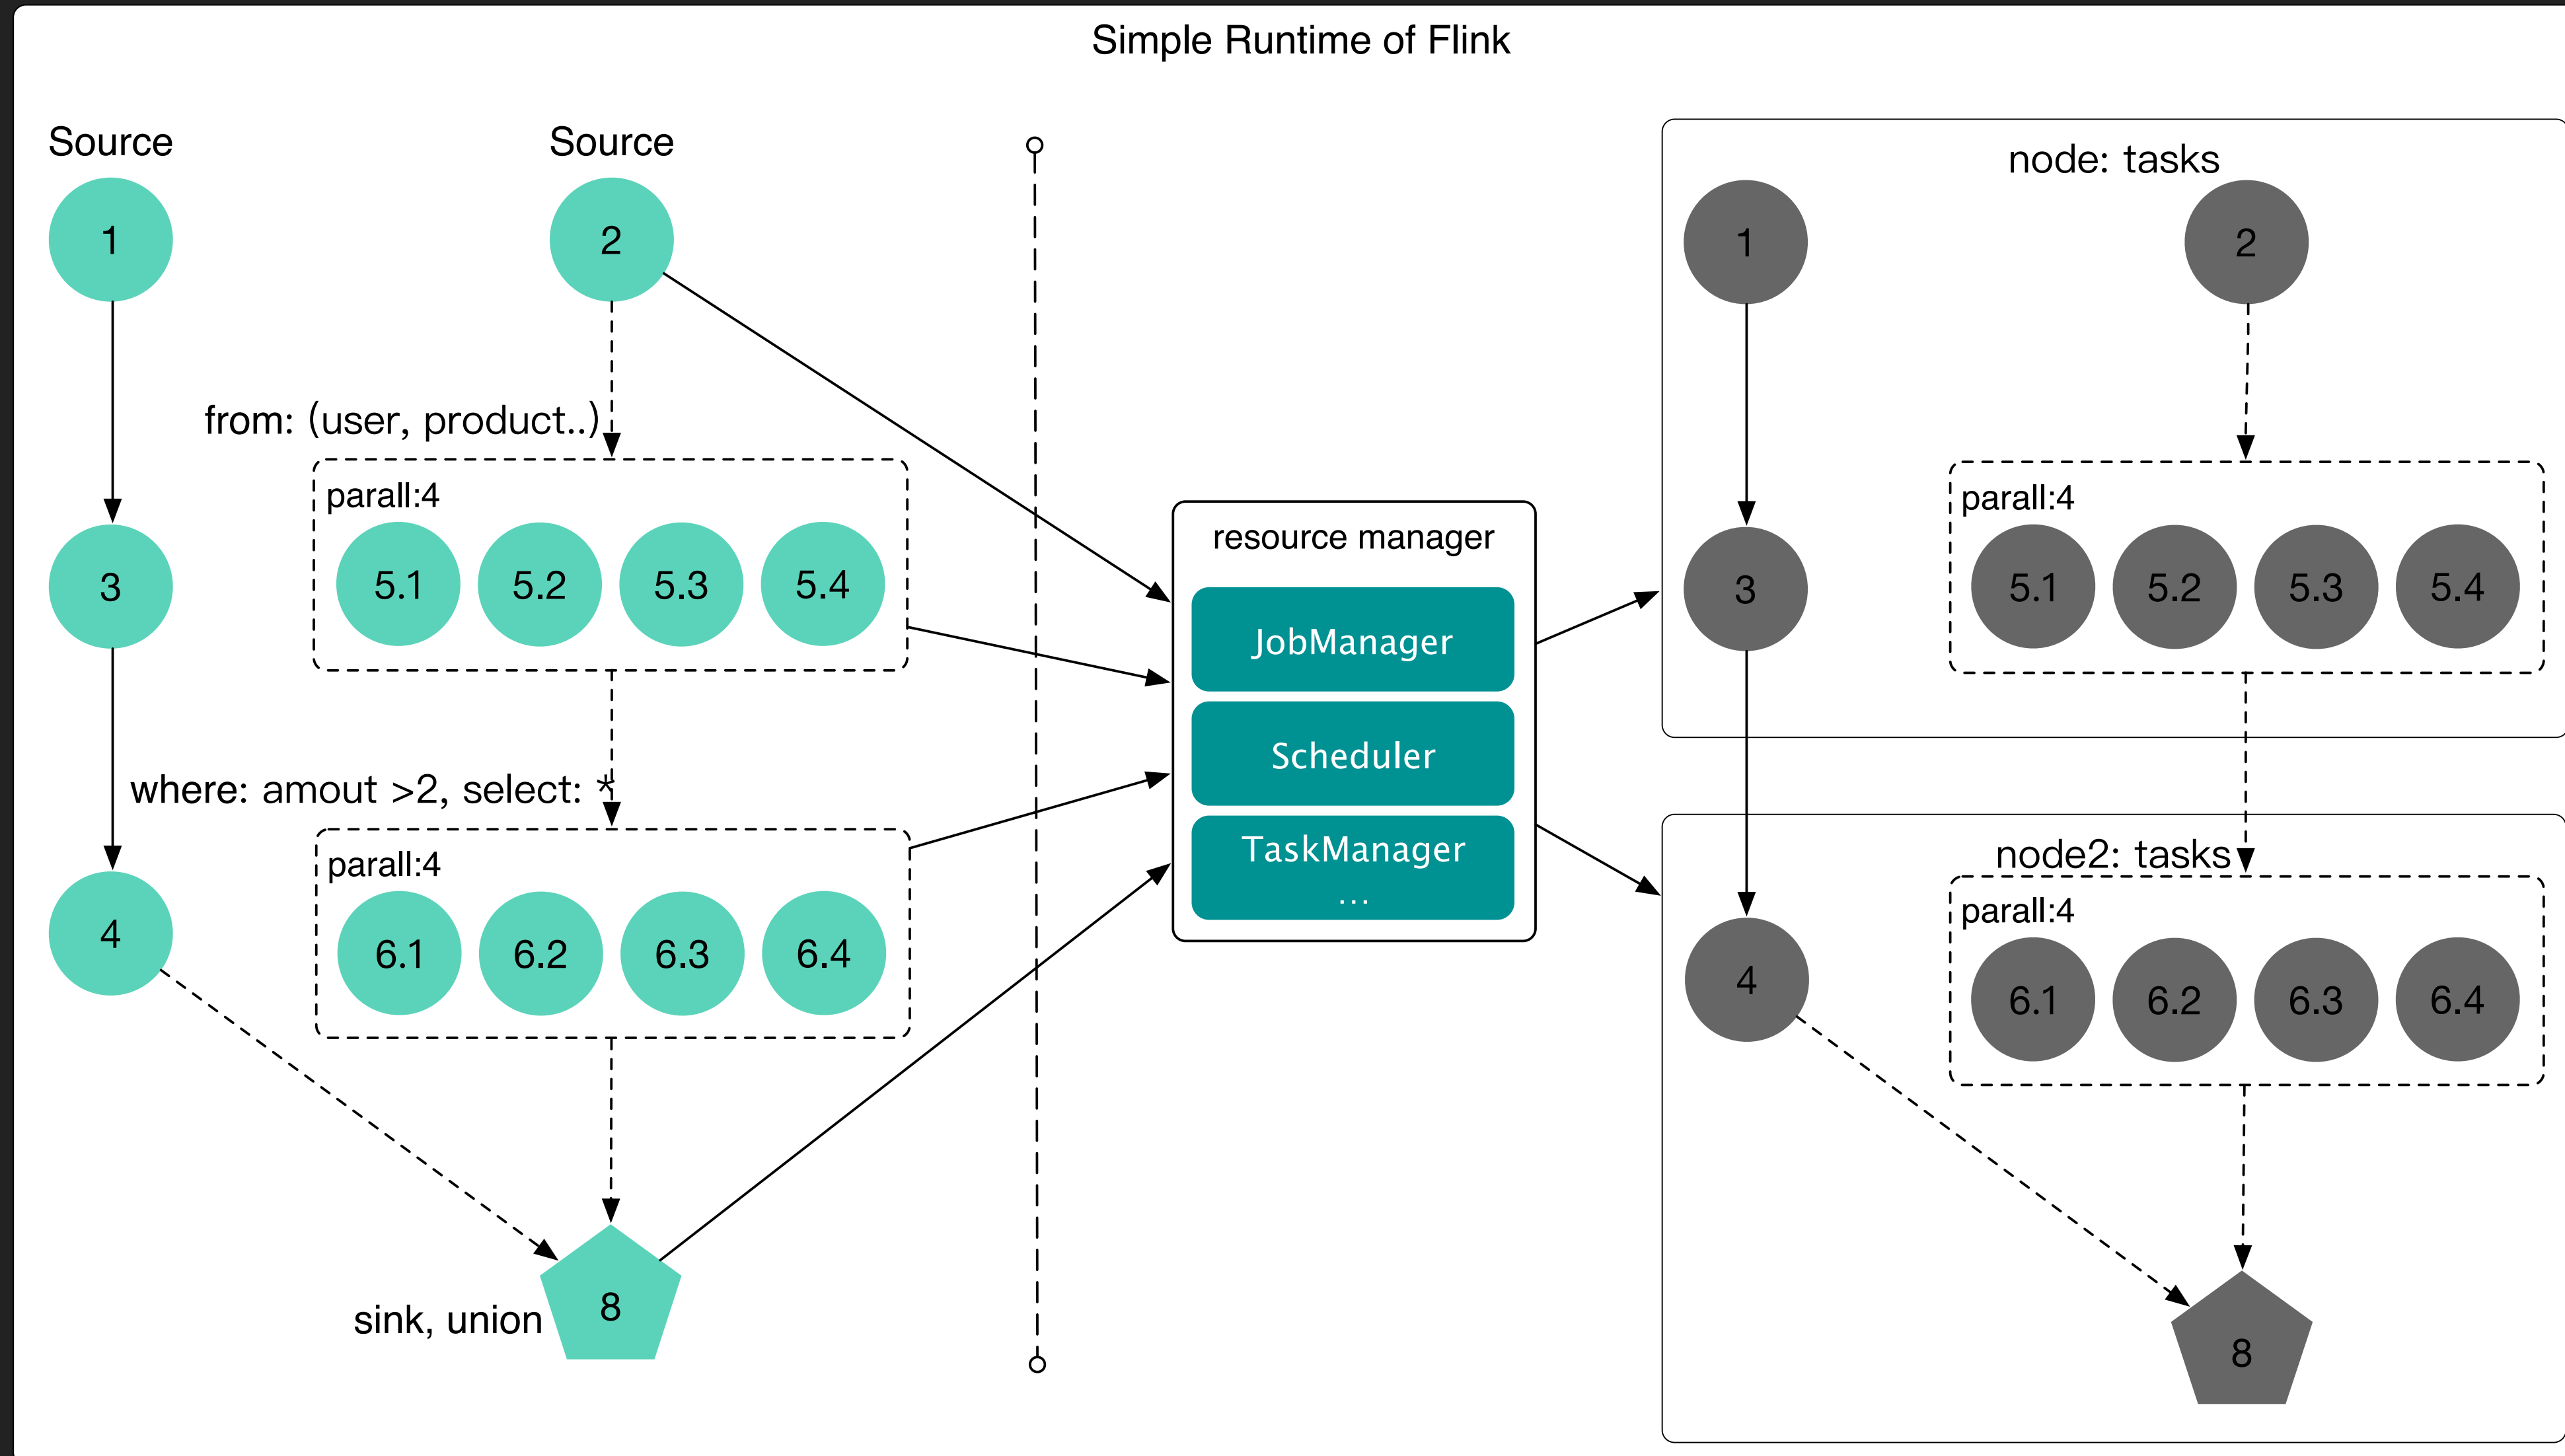 Simple Runtime of Flink
Source
Source
1
2
from: (user, product..)
parall:4
3
5.1
5.2
5.3
5.4
where: amout >2, select: *
parall:4
4
6.1
6.2
6.3
6.4
sink, union
8
resource manager
JobManager
Scheduler
TaskManager
...
node: tasks
1
2
parall:4
3
5.1
5.2
5.3
5.4
node2: tasks
parall:4
4
6.1
6.2
6.3
6.4
8